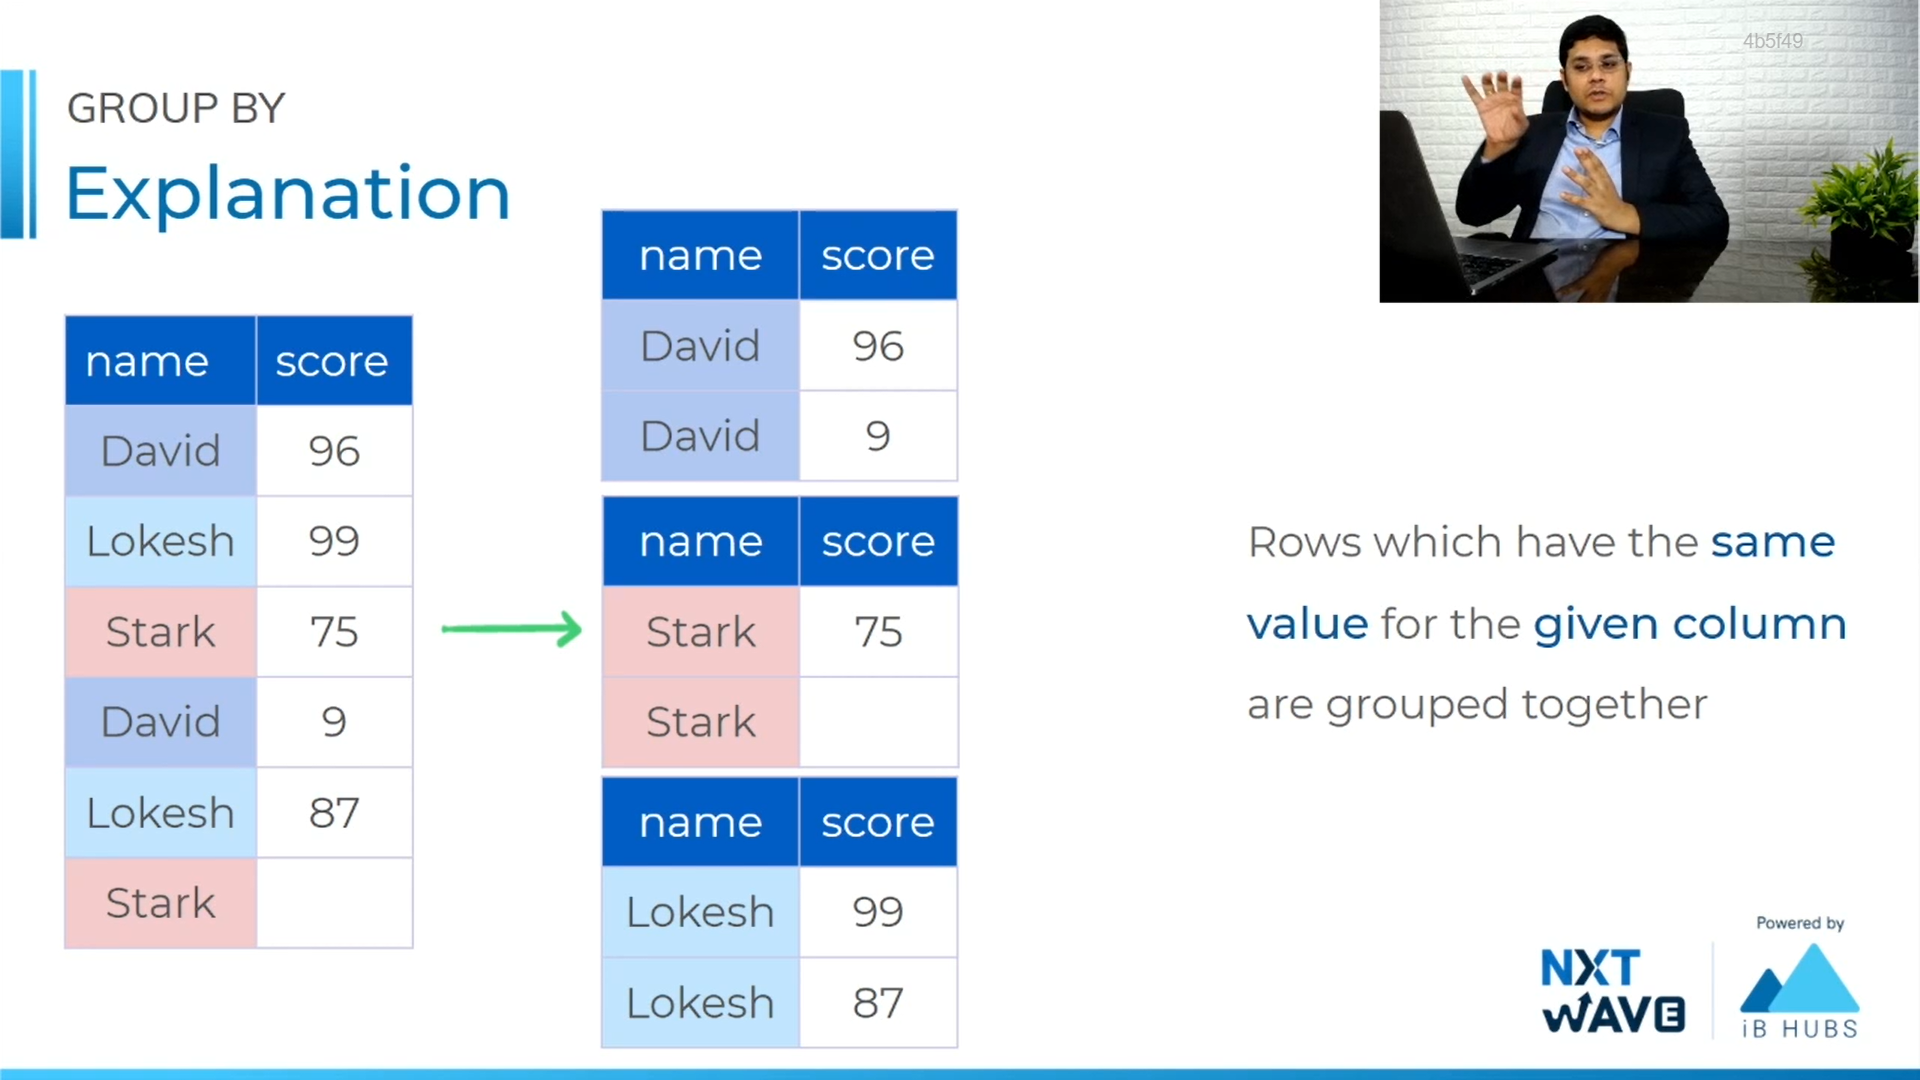 4b5f49
GROUP BY
Explanation
name score
David 96
Lokesh 99
Stark 75
David 9
Lokesh 87
Stark
name score
David 96
David 9
name score
Stark 75
Stark
name score
Lokesh 99
Lokesh 87
Rows which have the same
value for the given column
are grouped together
Powered by
NXT
WAVE
iB HUBS